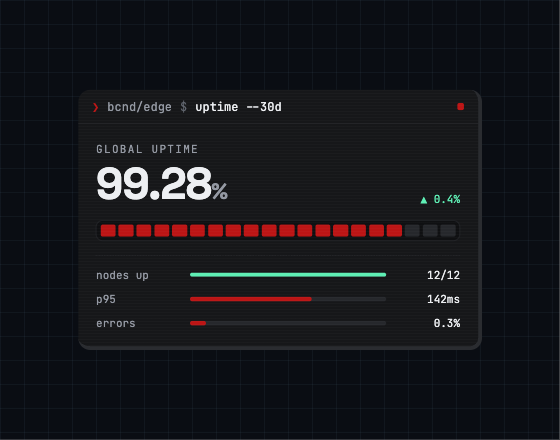 ❯ bcnd/edge $ uptime --30d
GLOBAL UPTIME
99.28%
▲ 0.4%
nodes up 12/12
p95 142ms
errors 0.3%